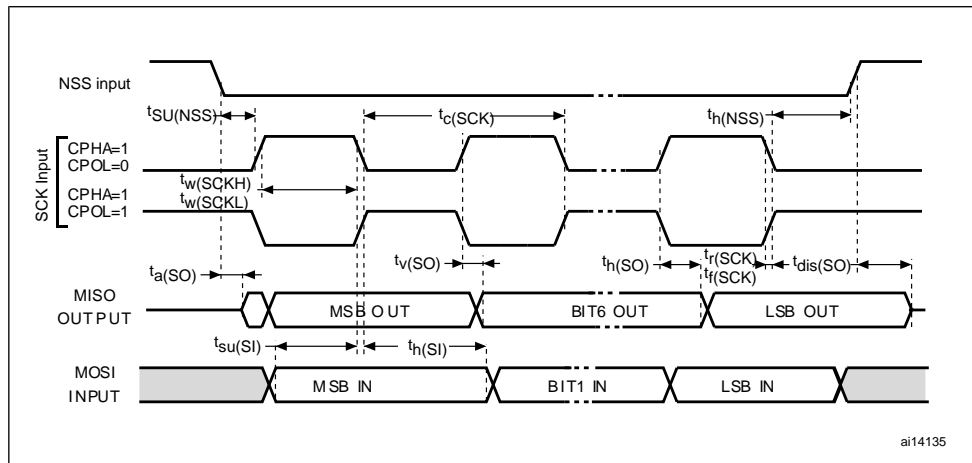 NSS input
tSU(NSS)
tc(SCK)
th(NSS)
SCK Input
CPHA=1
CPOL=0
tw(SCKH)
CPHA=1
tw(SCKL)
CPOL=1
ta(SO)
tv(SO)
th(SO)
tr(SCK)
tf(SCK)
tdis(SO)
MISO
OUTPUT
MSB OUT
BIT6 OUT
LSB OUT
tsu(SI)
th(SI)
MOSI
INPUT
MSB IN
BIT1 IN
LSB IN
ai14135